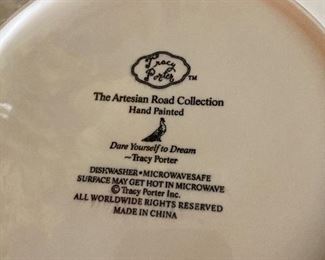 Tracy
Porter TM
The Artesian Road Collection
Hand Painted
Dare Yourself to Dream
~Tracy Porter
DISHWASHER•MICROWAVESAFE
SURFACE MAY GET HOT IN MICROWAVE
© Tracy Porter Inc.
ALL WORLDWIDE RIGHTS RESERVED
MADE IN CHINA